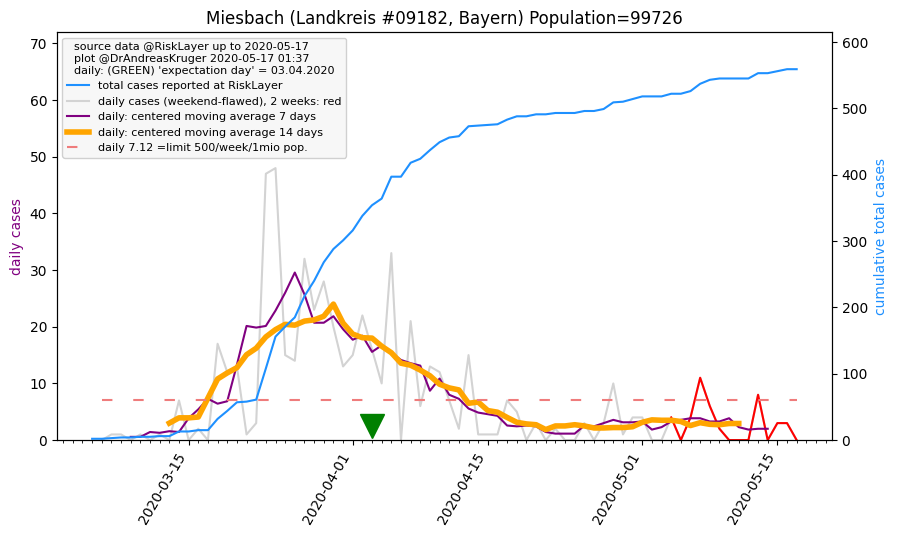 Miesbach (Landkreis #09182, Bayern) Population=99726
source data @RiskLayer up to 2020-05-17
plot @DrAndreasKruger 2020-05-17 01:37
daily: (GREEN) 'expectation day' = 03.04.2020
total cases reported at RiskLayer
daily cases (weekend-flawed), 2 weeks: red
daily: centered moving average 7 days
daily: centered moving average 14 days
daily 7.12 =limit 500/week/1mio pop.
daily cases
70
60
50
40
30
20
10
0
cumulative total cases
600
500
400
300
200
100
0
2020-03-15
2020-04-01
2020-04-15
2020-05-01
2020-05-15